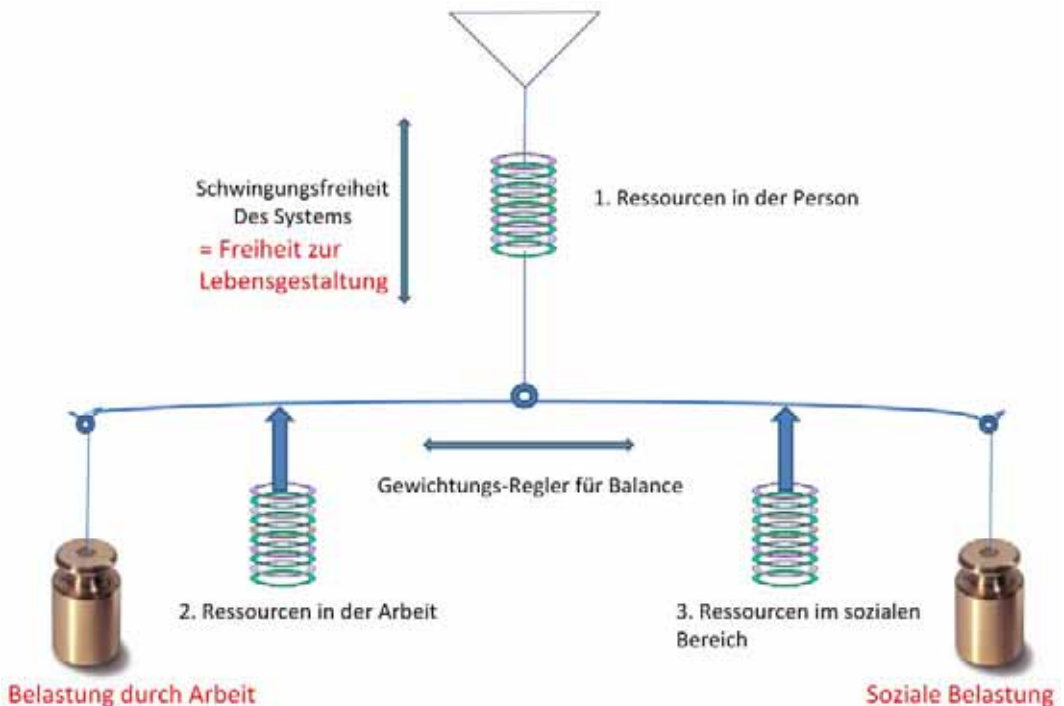 Schwingungsfreiheit
Des Systems
= Freiheit zur
Lebensgestaltung
1. Ressourcen in der Person
Gewichtungs-Regler für Balance
2. Ressourcen in der Arbeit
3. Ressourcen im sozialen
Bereich
Belastung durch Arbeit
Soziale Belastung